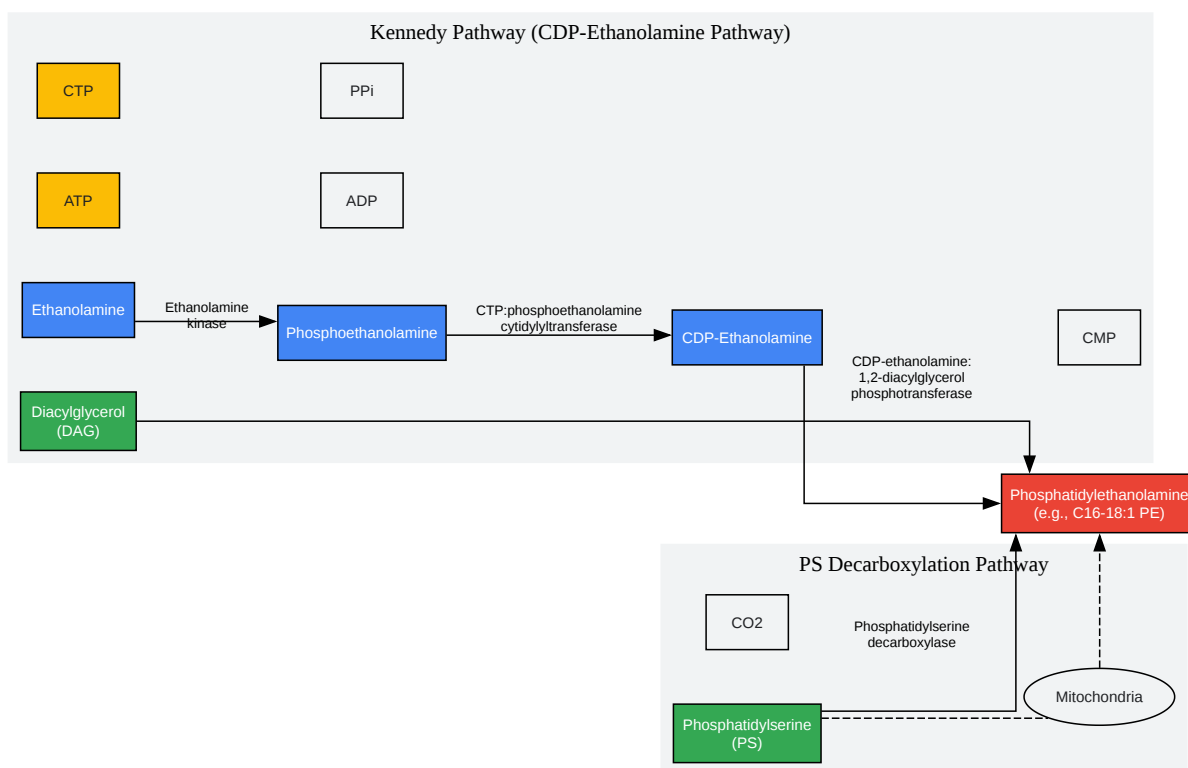 Kennedy Pathway (CDP-Ethanolamine Pathway)
CTP
PPi
ATP
ADP
Ethanolamine
Ethanolamine
kinase
Phosphoethanolamine
CTP:phosphoethanolamine
cytidylyltransferase
CDP-Ethanolamine
CMP
CDP-ethanolamine:
1,2-diacylglycerol
phosphotransferase
Diacylglycerol
(DAG)
Phosphatidylethanolamine
(e.g., C16-18:1 PE)
PS Decarboxylation Pathway
CO2
Phosphatidylserine
decarboxylase
Mitochondria
Phosphatidylserine
(PS)